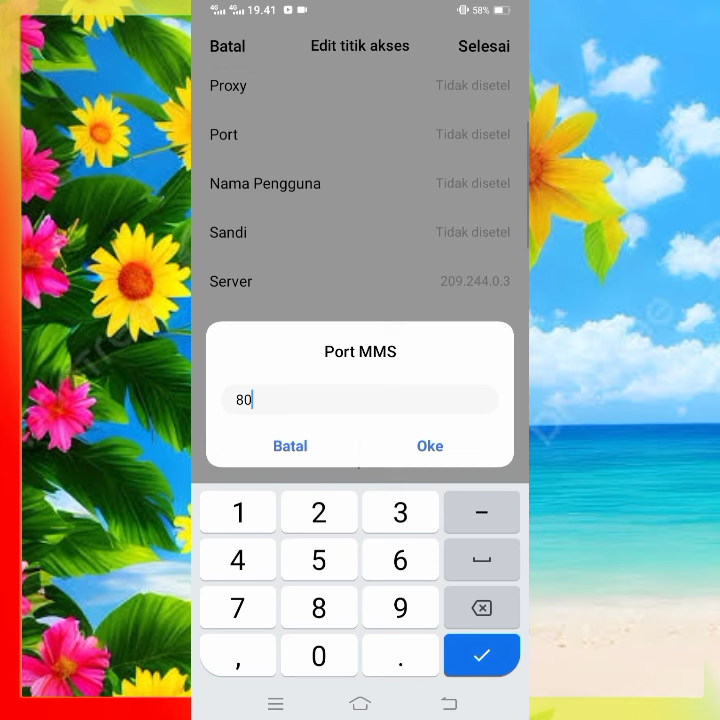 4G 4G 19.41 58%
Batal Edit titik akses Selesai
Proxy Tidak disetel
Port Tidak disetel
Nama Pengguna Tidak disetel
Sandi Tidak disetel
Server 209.244.0.3
Port MMS
80
Batal Oke
1 2 3 −
4 5 6
7 8 9
, 0 .